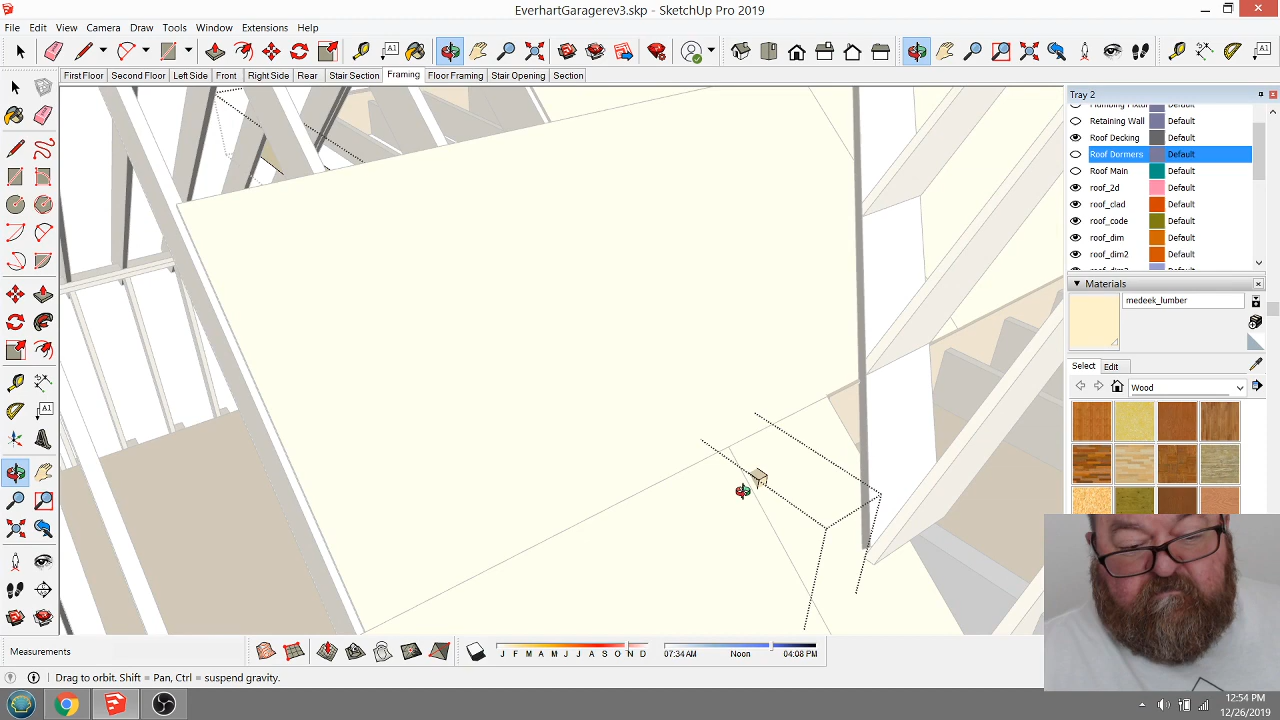 EverhartGaragerev3.skp - SketchUp Pro 2019
File Edit View Camera Draw Tools Window Extensions Help
A1
A1
First Floor Second Floor Left Side Front Right Side Rear Stair Section Framing Floor Framing Stair Opening Section
Tray 2
Retaining Wall Default
Roof Decking Default
Roof Dormers Default
Roof Main Default
roof_2d Default
roof_clad Default
roof_code Default
roof_dim Default
roof_dim2 Default
Materials
medeek_lumber
Select Edit
Wood
A1
Measurements
J F M A M J J A S O N D
07:34 AM Noon 04:08 PM
Drag to orbit. Shift = Pan, Ctrl = suspend gravity.
12:54 PM
12/26/2019